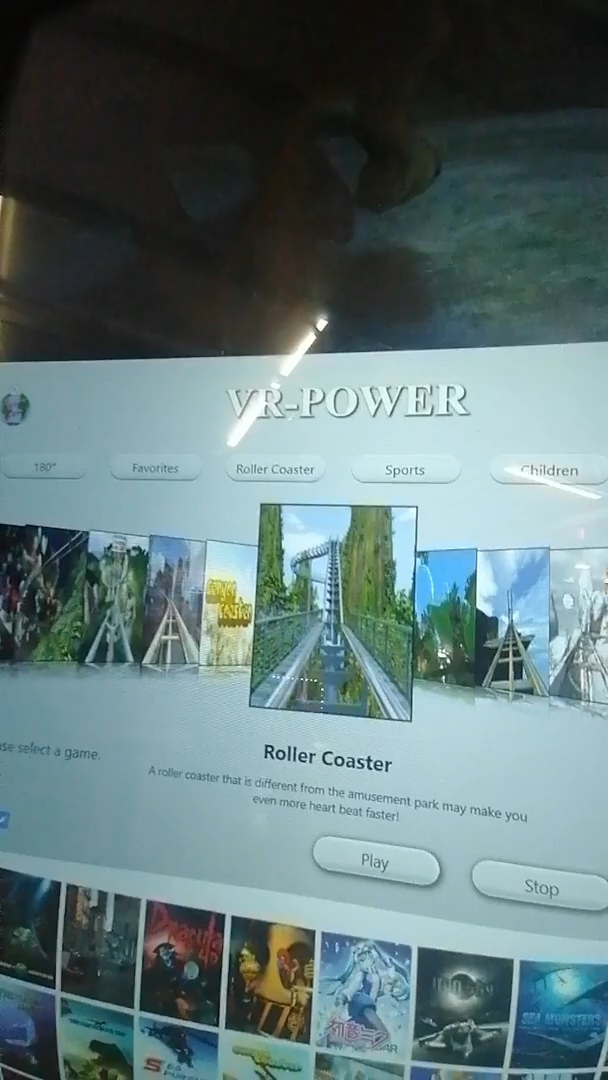 VR-POWER
180°
Favorites
Roller Coaster
Sports
Children
se select a game.
Roller Coaster
A roller coaster that is different from the amusement park may make you
even more heart beat faster!
Play
Stop
Dracula
初音ミク
SEA MONSTERS